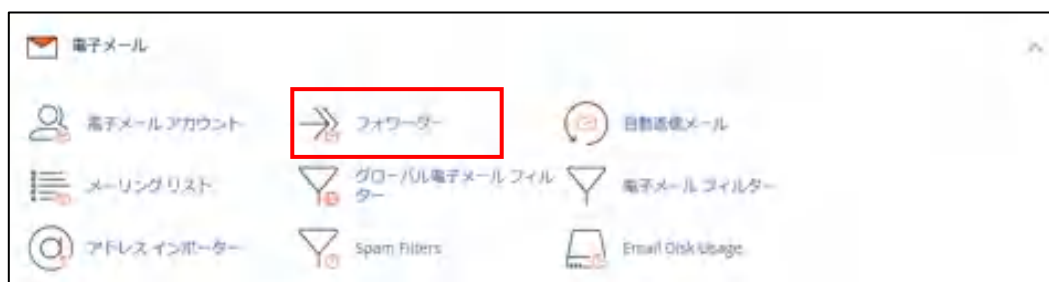 電子メール
電子メール アカウント
フォワーダー
自動返信メール
メーリング リスト
グローバル電子メール フィル
ター
電子メール フィルター
アドレス インポーター
Spam Filters
Email Disk Usage